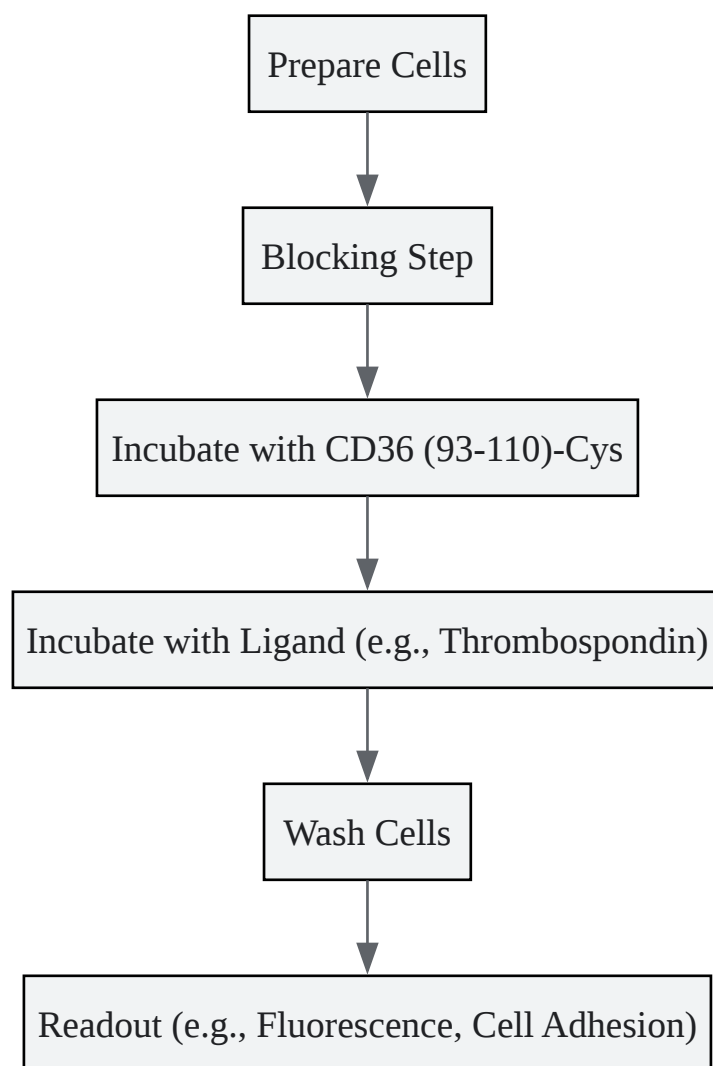 Prepare Cells
Blocking Step
Incubate with CD36 (93-110)-Cys
Incubate with Ligand (e.g., Thrombospondin)
Wash Cells
Readout (e.g., Fluorescence, Cell Adhesion)